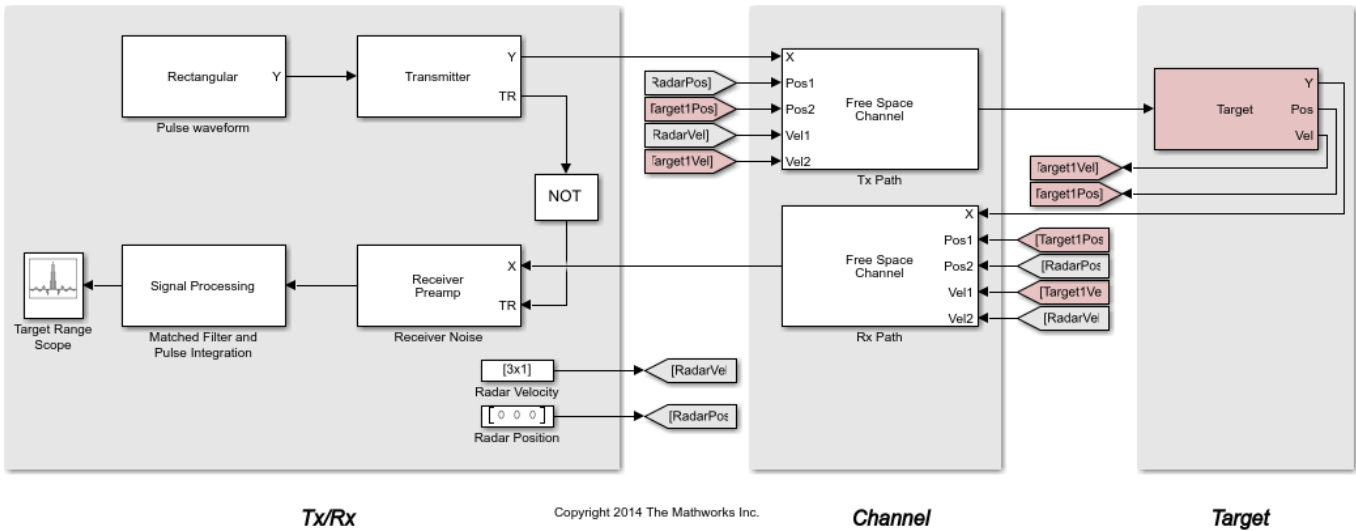 Rectangular
Y
Pulse waveform
Transmitter
Y
TR
NOT
Signal Processing
Matched Filter and
Pulse Integration
Target Range
Scope
Receiver
Preamp
X
TR
Receiver Noise
[3x1]
Radar Velocity
[RadarVel
[0 0 0]
Radar Position
[RadarPos
RadarPos]
Target1Pos]
RadarVel]
Target1Vel]
X
Pos1
Pos2
Vel1
Vel2
Free Space
Channel
Tx Path
X
Pos1
Pos2
Vel1
Vel2
Free Space
Channel
Rx Path
[Target1Pos
[RadarPos
[Target1Ve
[RadarVel
Target
Y
Pos
Vel
Target1Vel]
Target1Pos]
Tx/Rx
Copyright 2014 The Mathworks Inc.
Channel
Target